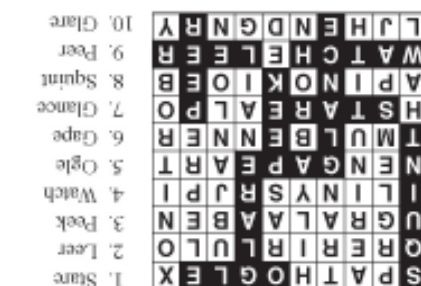 S P A T H O G L E X
Q R E R I R L U L O
U G R A L A A B E N
I L I N Y S R J P I
N E N G A P E A R T
T M U L B E N N E R
H S T A R E A L P O
A P I N O K I O E B
W A T C H E L E E R
L J H E N D G N R Y
1. Stare
2. Leer
3. Peek
4. Watch
5. Ogle
6. Gape
7. Glance
8. Squint
9. Peer
10. Glare